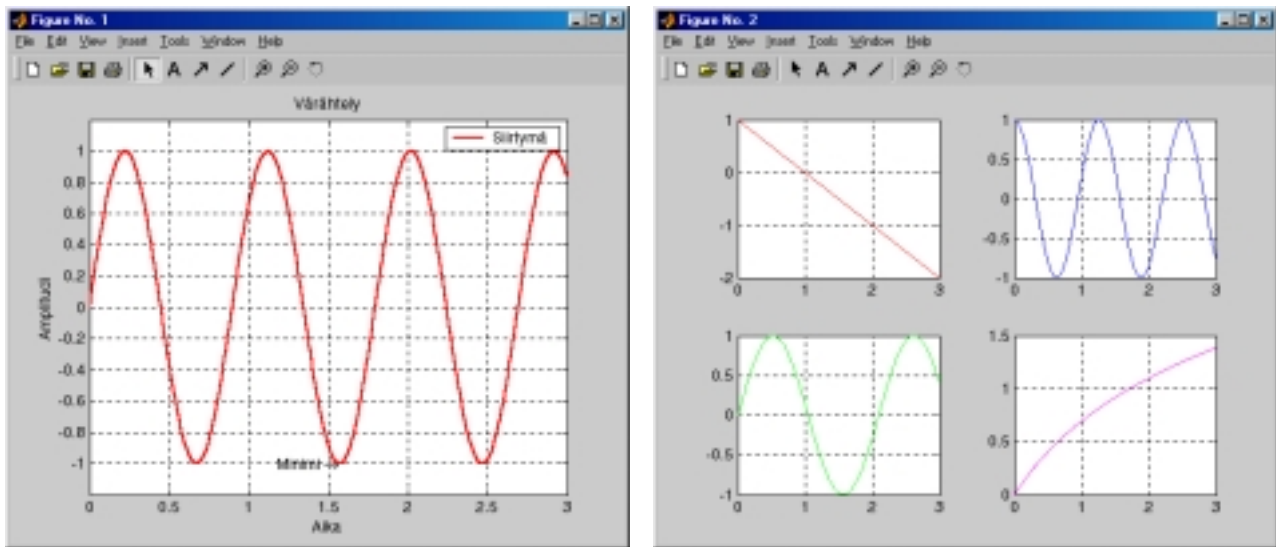 Figure No. 1
File Edit View Insert Tools Window Help
Värähtely
Siirtymä
1
0.8
0.6
0.4
0.2
0
-0.2
-0.4
-0.6
-0.8
-1
Amplitudi
Minimi →
0 0.5 1 1.5 2 2.5 3
Aika
Figure No. 2
File Edit View Insert Tools Window Help
1
0
-1
-2
0 1 2 3
1
0.5
0
-0.5
-1
0 1 2 3
1
0.5
0
-0.5
-1
0 1 2 3
1.5
1
0.5
0
0 1 2 3